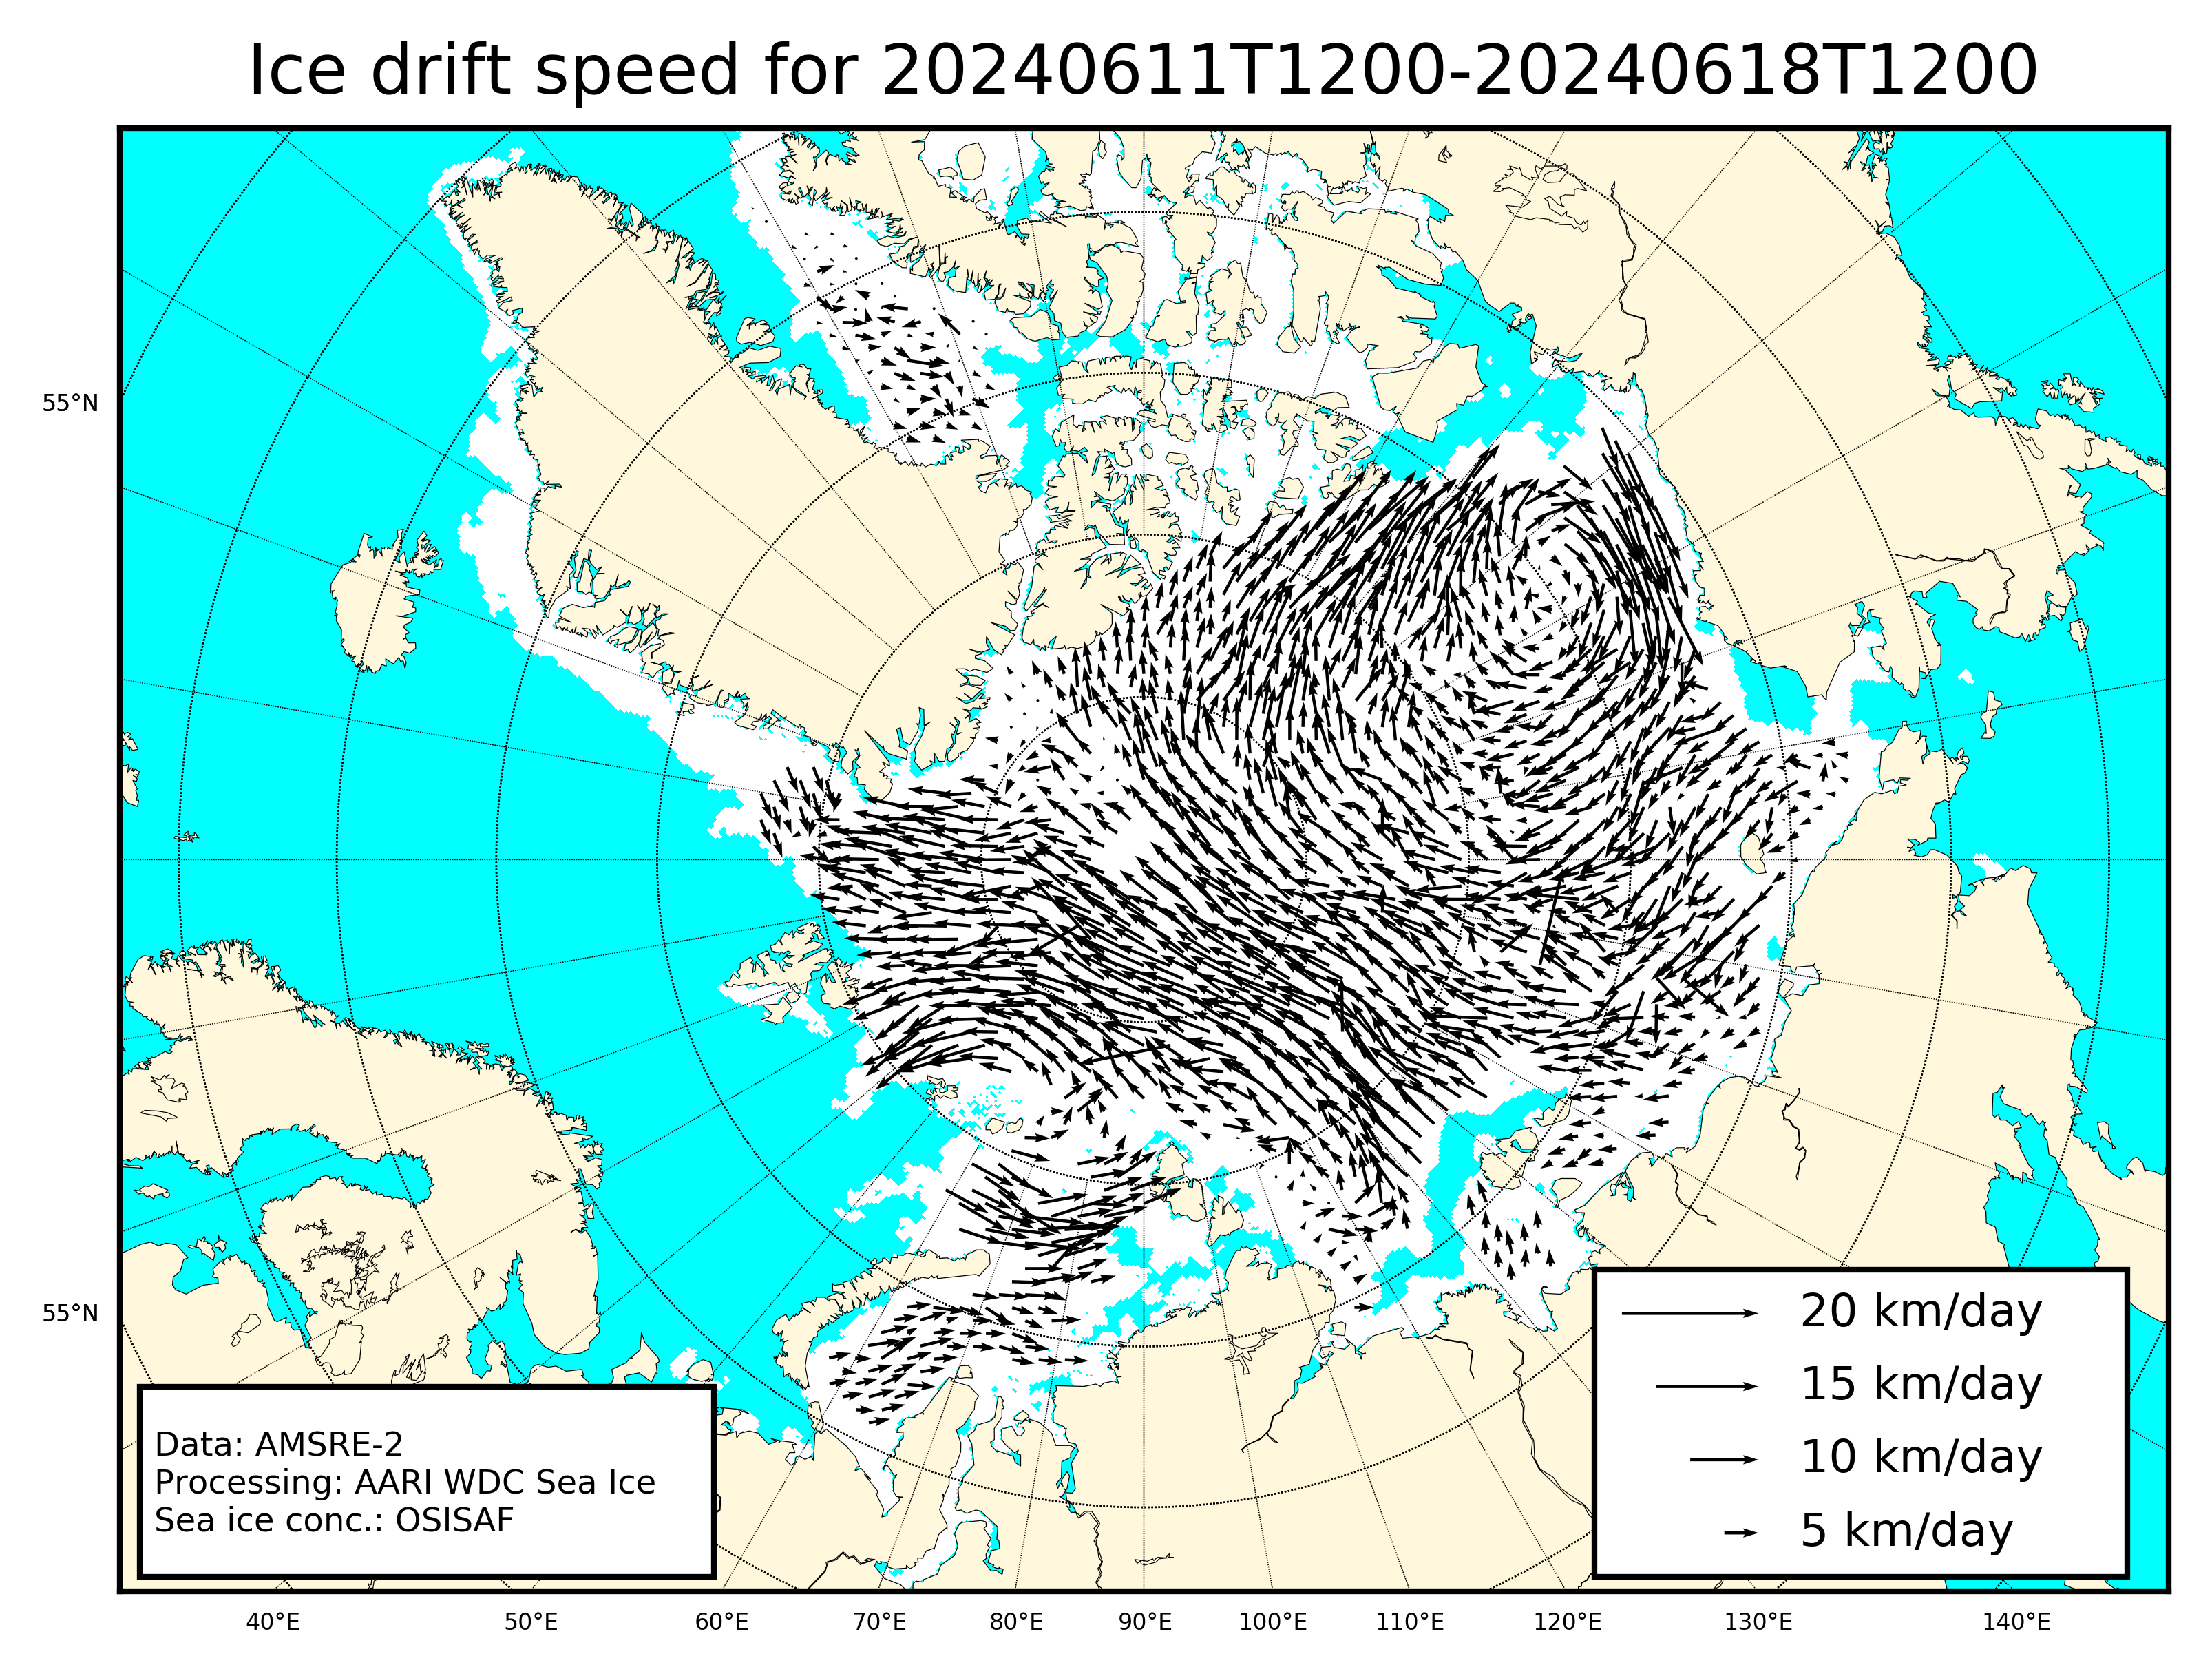 Ice drift speed for 20240611T1200-20240618T1200
55°N
55°N
20 km/day
15 km/day
10 km/day
5 km/day
Data: AMSRE-2
Processing: AARI WDC Sea Ice
Sea ice conc.: OSISAF
40°E 50°E 60°E 70°E 80°E 90°E 100°E 110°E 120°E 130°E 140°E